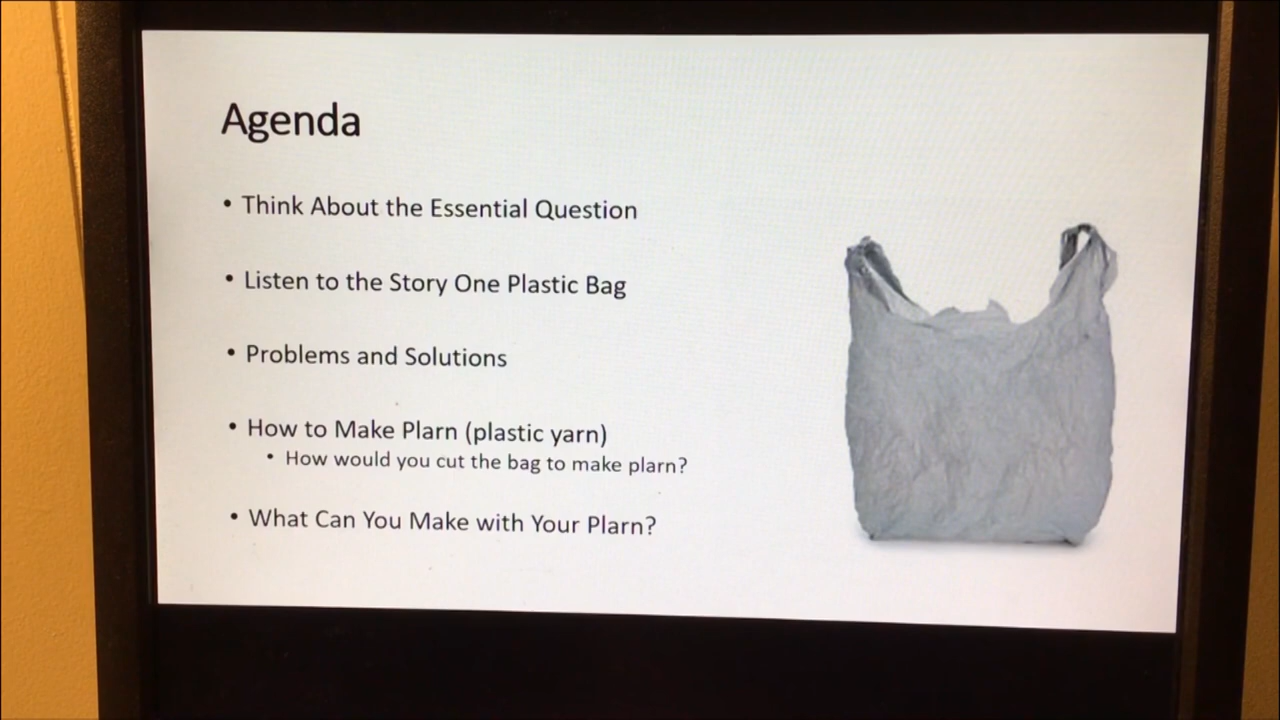 Agenda
• Think About the Essential Question
• Listen to the Story One Plastic Bag
• Problems and Solutions
• How to Make Plarn (plastic yarn)
• How would you cut the bag to make plarn?
• What Can You Make with Your Plarn?